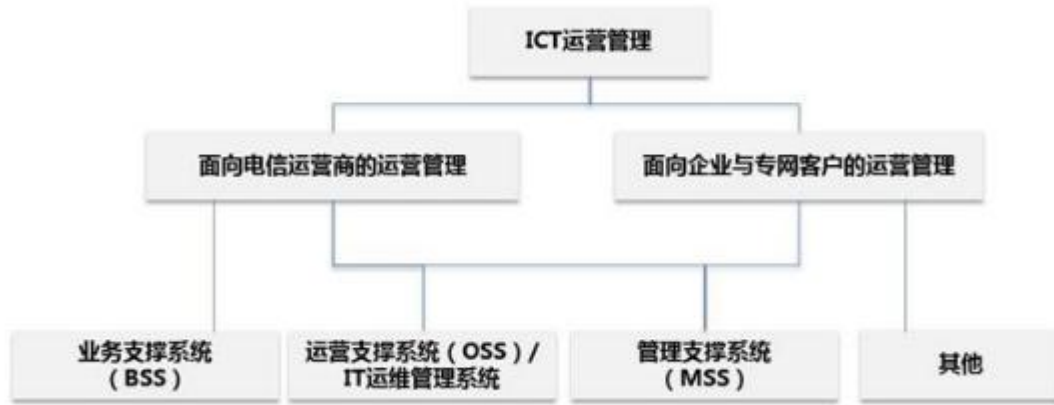 ICT运营管理
面向电信运营商的运营管理
面向企业与专网客户的运营管理
业务支撑系统
（BSS）
运营支撑系统（OSS）/
IT运维管理系统
管理支撑系统
（MSS）
其他